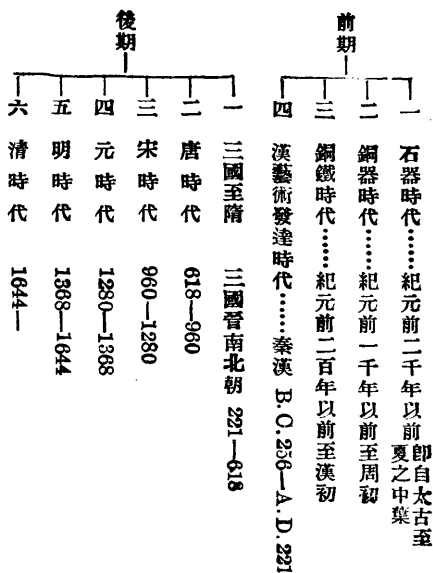 前期
一 石器時代……紀元前二千年以前 卽自太古至夏之中葉
二 銅器時代……紀元前一千年以前至周初
三 銅鐵時代……紀元前二百年以前至漢初
四 漢藝術發達時代……秦漢 B.C.256—A.D.221
後期
一 三國至隋 三國晉南北朝 221—618
二 唐時代 618—960
三 宋時代 960—1280
四 元時代 1280—1368
五 明時代 1368—1644
六 清時代 1644—